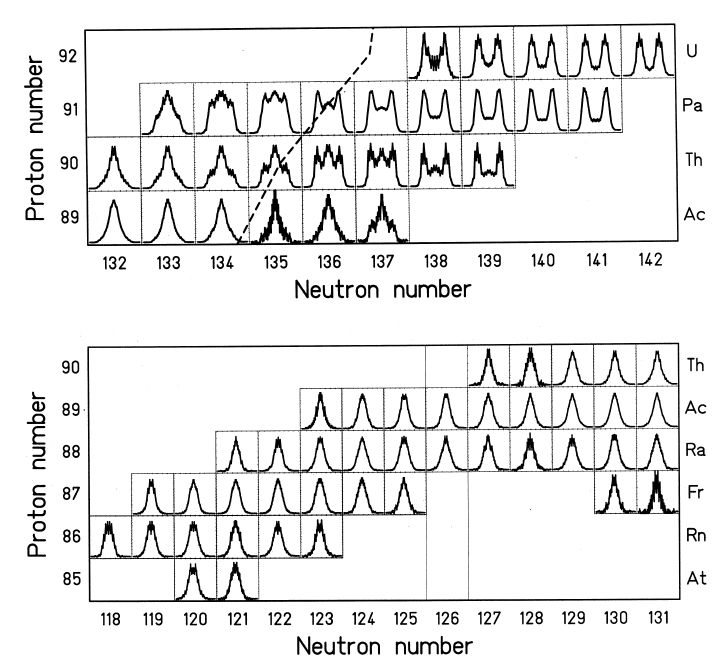 92 U
91 Pa
90 Th
89 Ac
Proton number
132 133 134 135 136 137 138 139 140 141 142
Neutron number
90 Th
89 Ac
88 Ra
87 Fr
86 Rn
85 At
Proton number
118 119 120 121 122 123 124 125 126 127 128 129 130 131
Neutron number